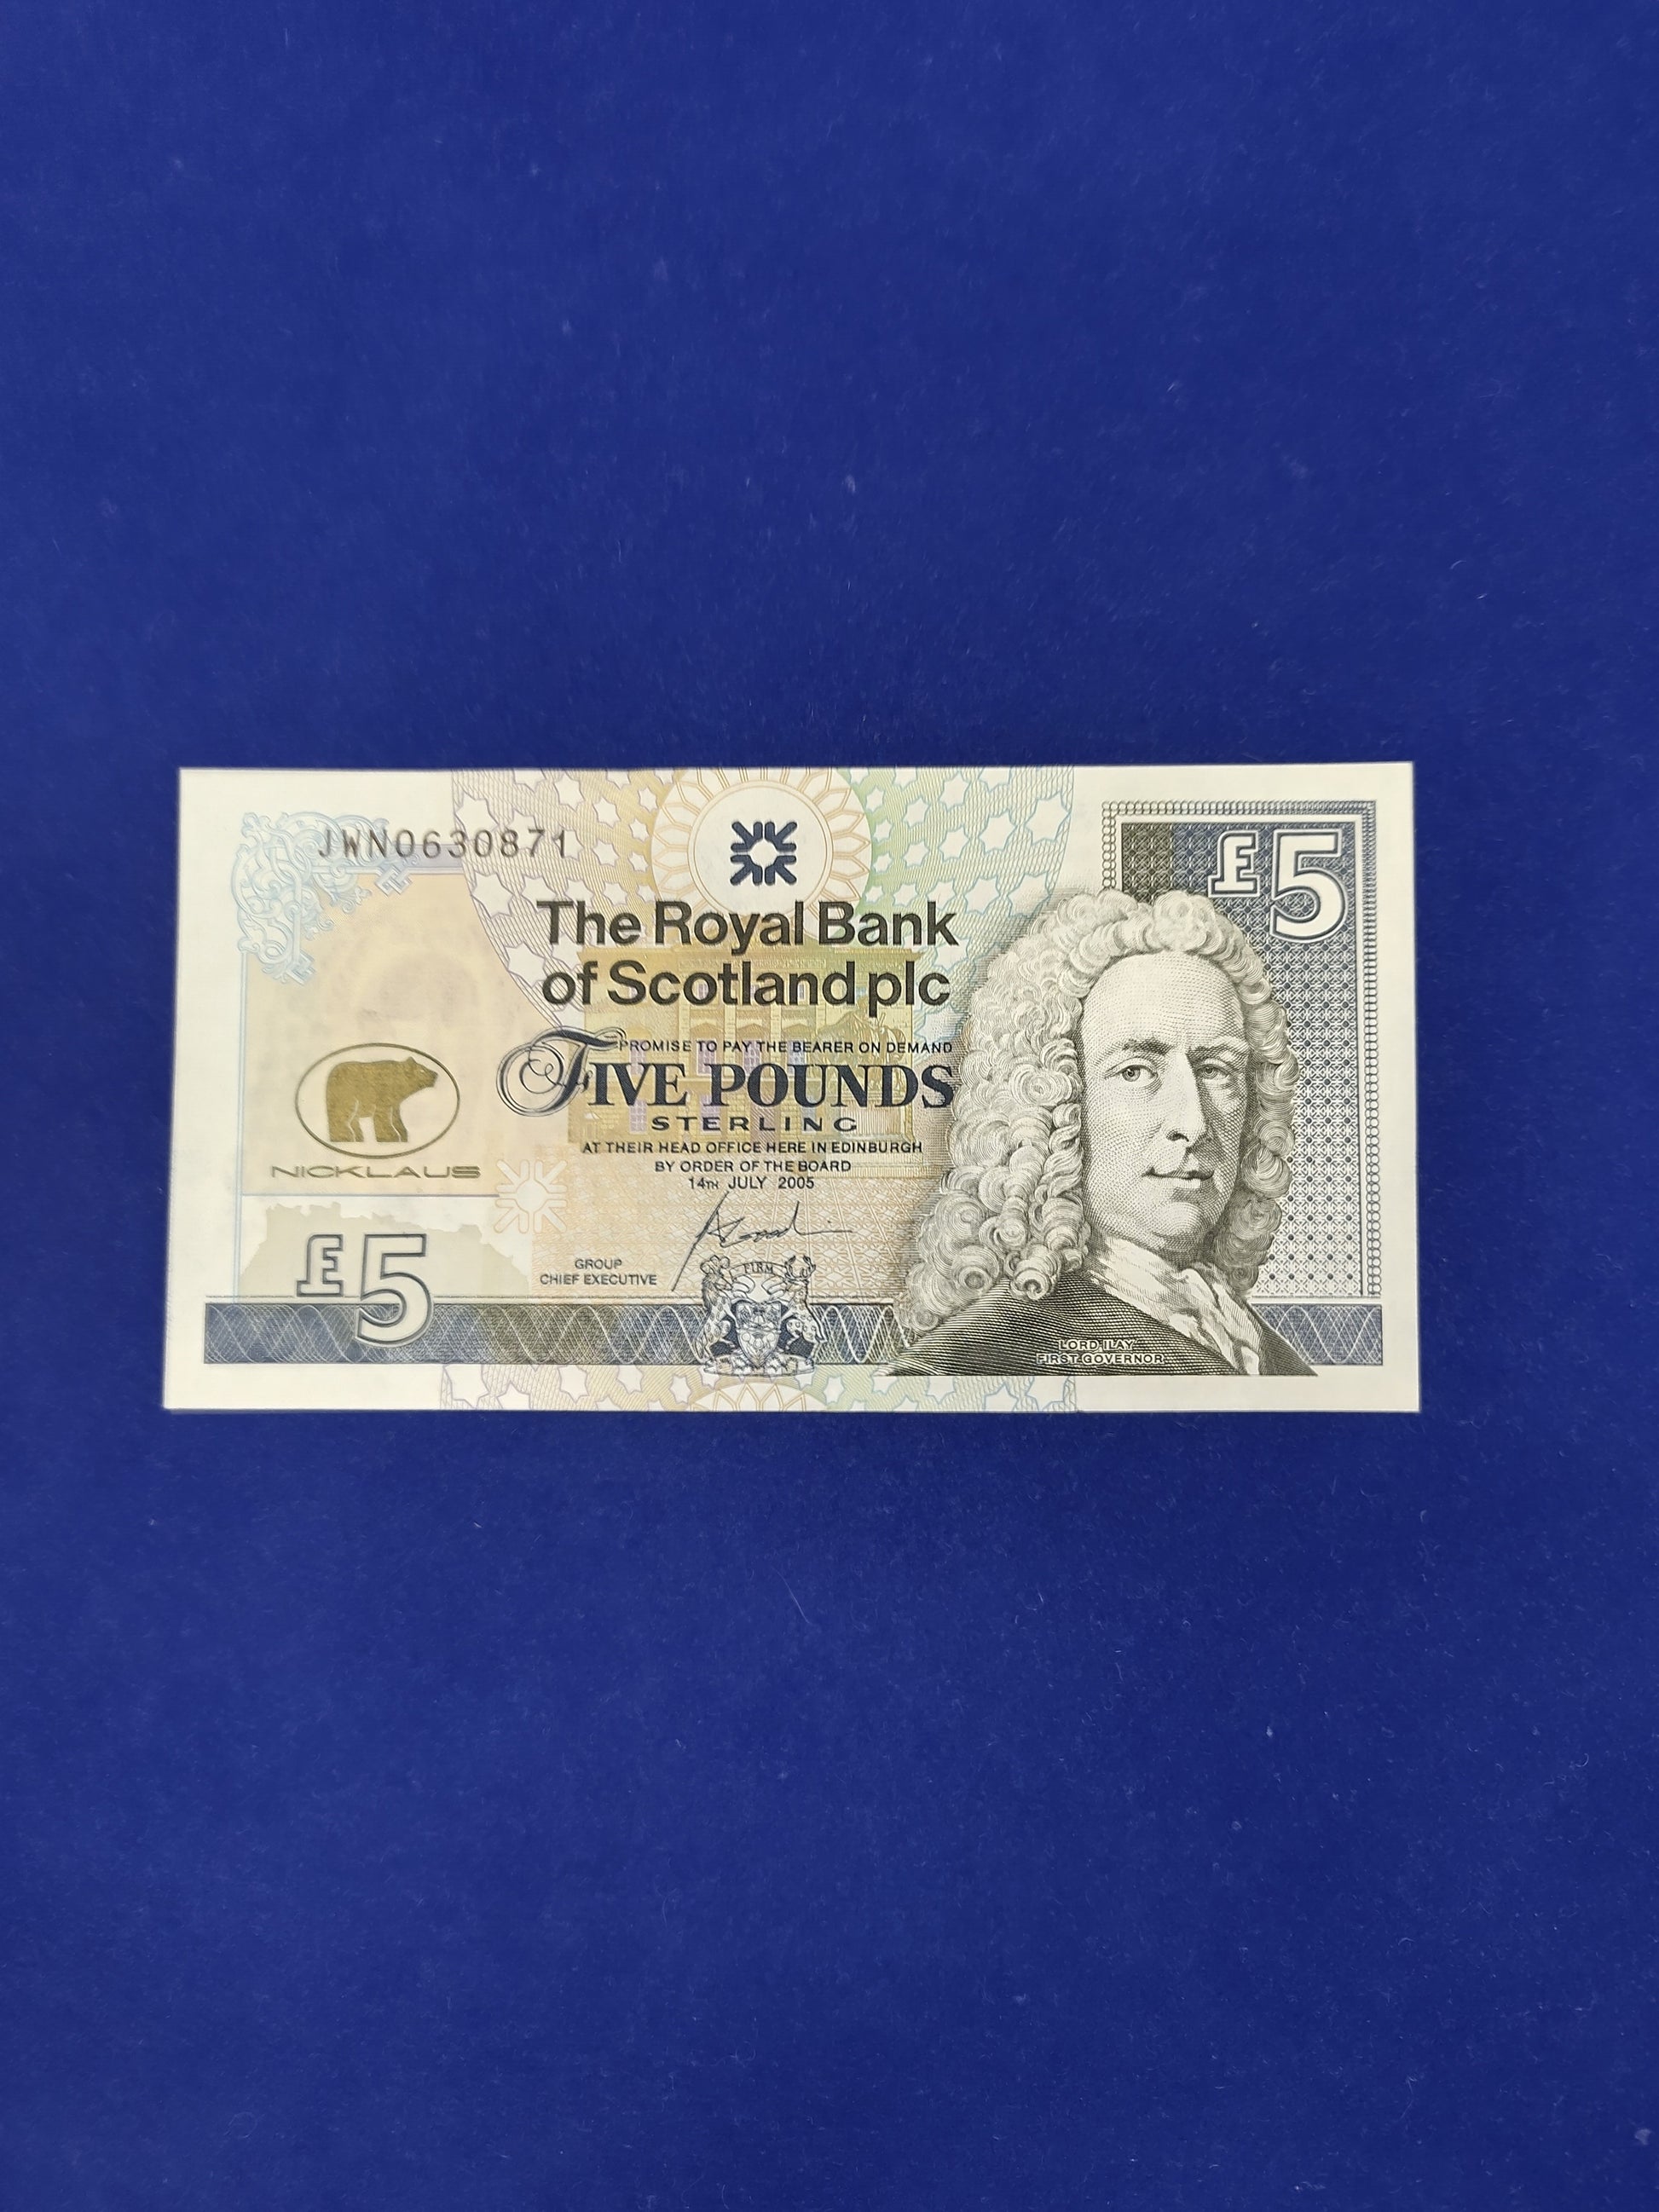 JWN0630871
£5
The Royal Bank
of Scotland plc
PROMISE TO PAY THE BEARER ON DEMAND
FIVE POUNDS
STERLING
AT THEIR HEAD OFFICE HERE IN EDINBURGH
BY ORDER OF THE BOARD
14TH JULY 2005
NICKLAUS
£5
GROUP
CHIEF EXECUTIVE
FIRM
LORD ILAY
FIRST GOVERNOR